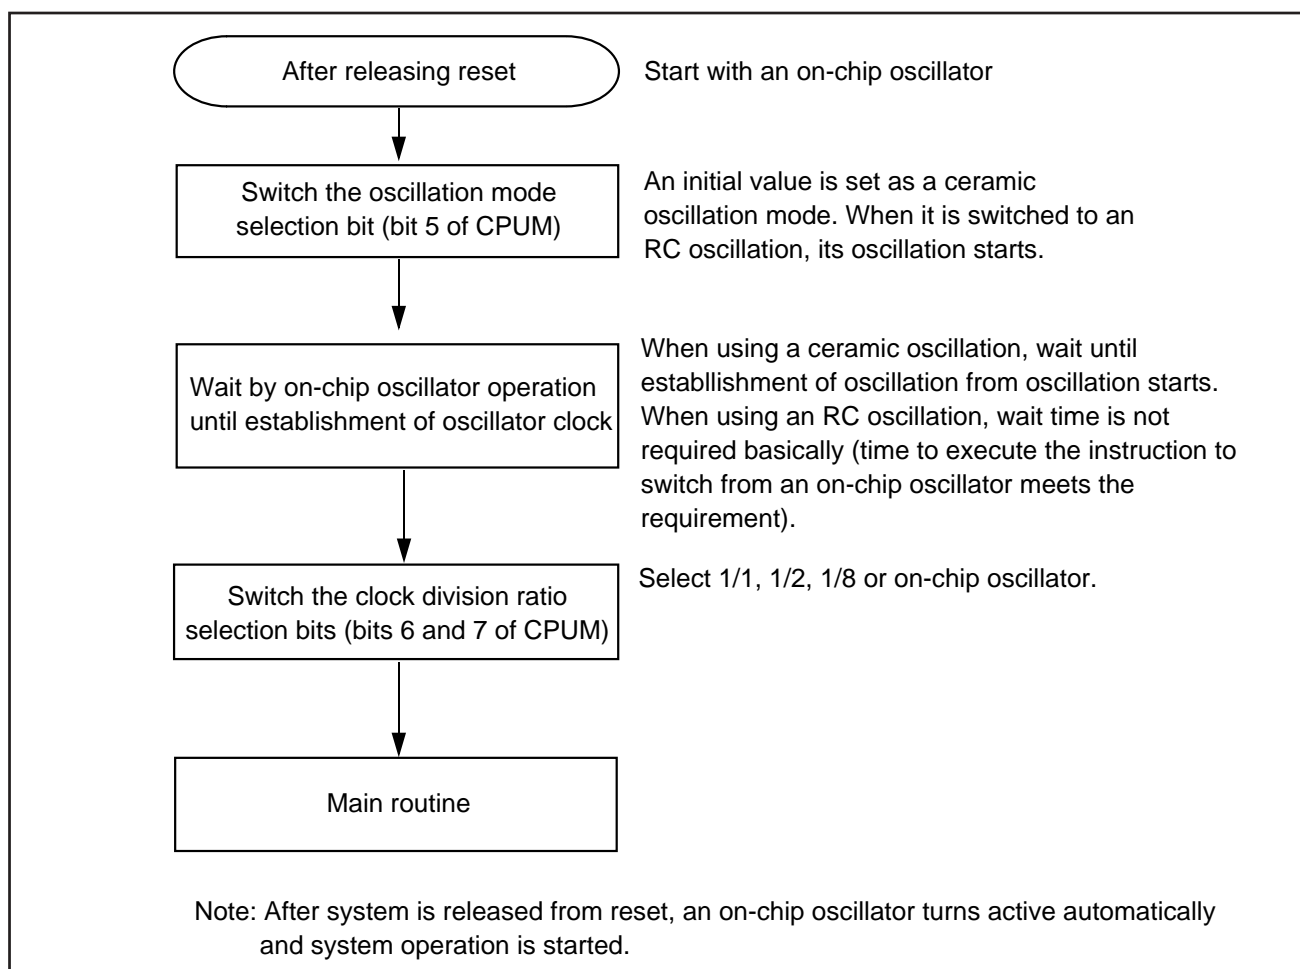 After releasing reset
Start with an on-chip oscillator
Switch the oscillation mode
selection bit (bit 5 of CPUM)
An initial value is set as a ceramic
oscillation mode. When it is switched to an
RC oscillation, its oscillation starts.
Wait by on-chip oscillator operation
until establishment of oscillator clock
When using a ceramic oscillation, wait until
establlishment of oscillation from oscillation starts.
When using an RC oscillation, wait time is not
required basically (time to execute the instruction to
switch from an on-chip oscillator meets the
requirement).
Switch the clock division ratio
selection bits (bits 6 and 7 of CPUM)
Select 1/1, 1/2, 1/8 or on-chip oscillator.
Main routine
Note: After system is released from reset, an on-chip oscillator turns active automatically
and system operation is started.